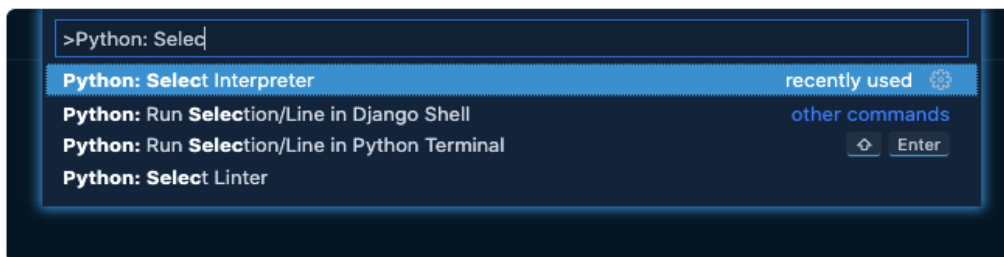 >Python: Selec
Python: Select Interpreter recently used
Python: Run Selection/Line in Django Shell other commands
Python: Run Selection/Line in Python Terminal ⇧ Enter
Python: Select Linter